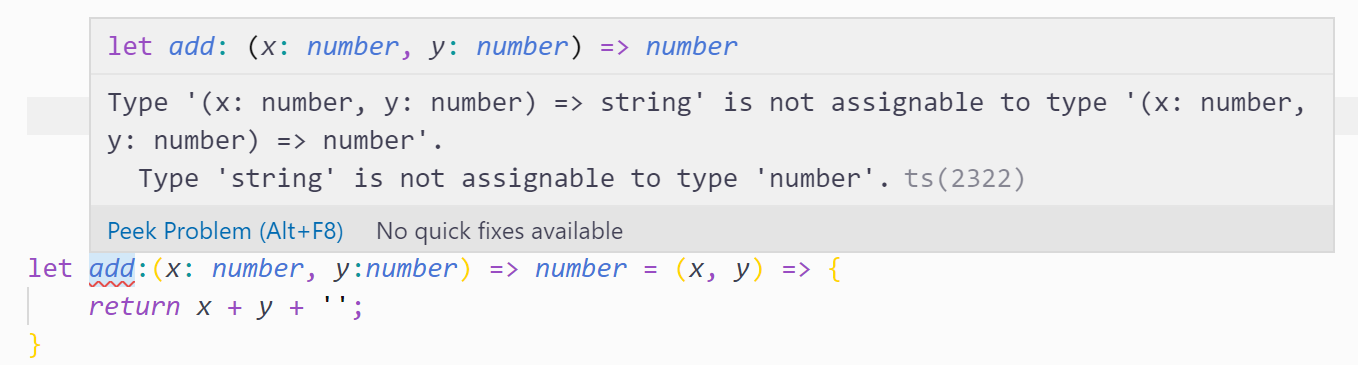 let add: (x: number, y: number) => number
Type '(x: number, y: number) => string' is not assignable to type '(x: number,
y: number) => number'.
Type 'string' is not assignable to type 'number'. ts(2322)
Peek Problem (Alt+F8) No quick fixes available
let add:(x: number, y:number) => number = (x, y) => {
return x + y + '';
}